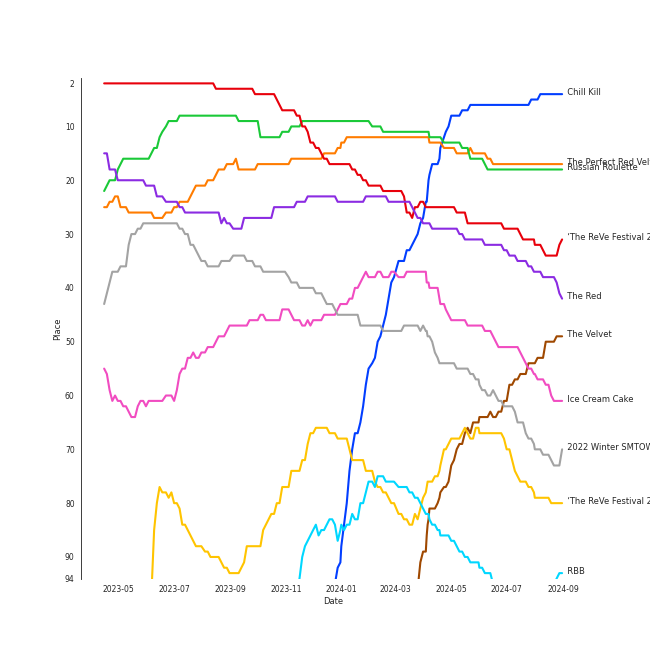 2
10
20
30
40
50
60
70
80
90
94
Place
2023-05
2023-07
2023-09
2023-11
2024-01
2024-03
2024-05
2024-07
2024-09
Date
Chill Kill
The Perfect Red Vel
Russian Roulette
'The ReVe Festival 2
The Red
The Velvet
Ice Cream Cake
2022 Winter SMTOW
'The ReVe Festival 2
RBB